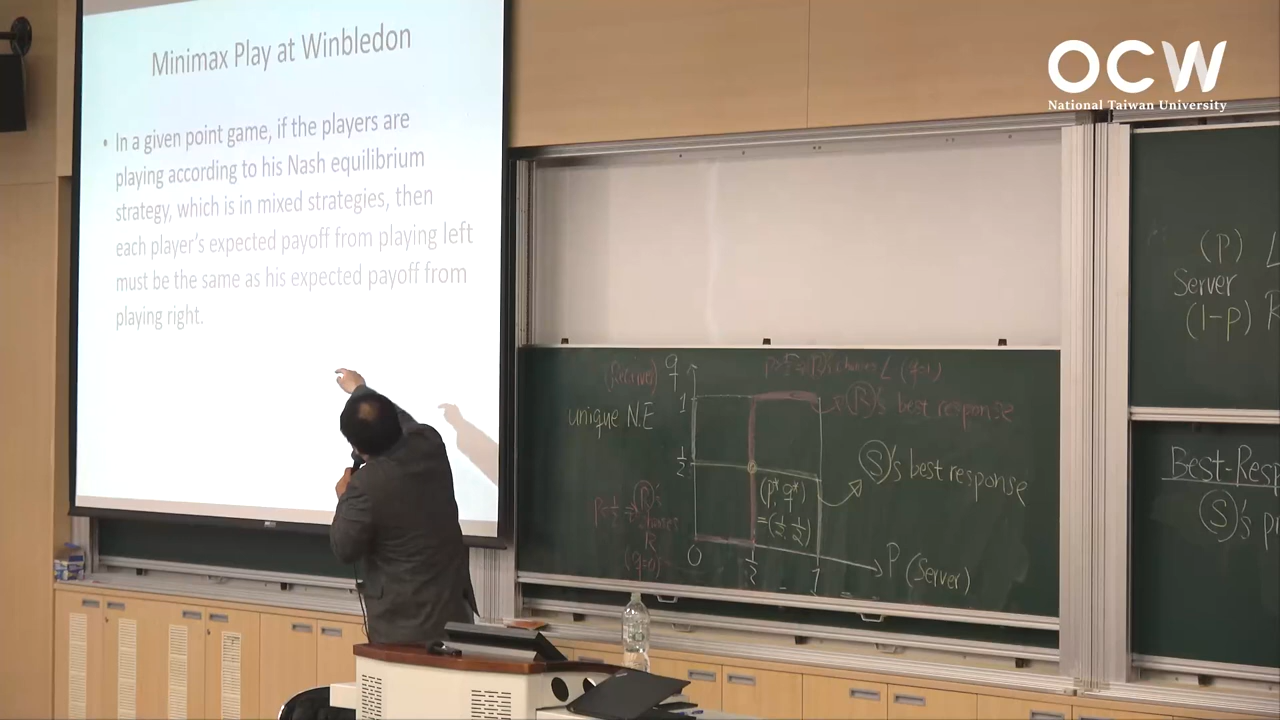 Minimax Play at Winbledon
• In a given point game, if the players are
playing according to his Nash equilibrium
strategy, which is in mixed strategies, then
each player's expected payoff from playing left
must be the same as his expected payoff from
playing right.
OCW
National Taiwan University
q
1
unique N.E
(R)'s best response
1/2
(S)'s best response
(p* q*)
=(1/2, 1/2)
R
(q=0)
0
1/2
1
P (Server)
(P)
Server
(1-P) R
Best-Resp
(S)'s